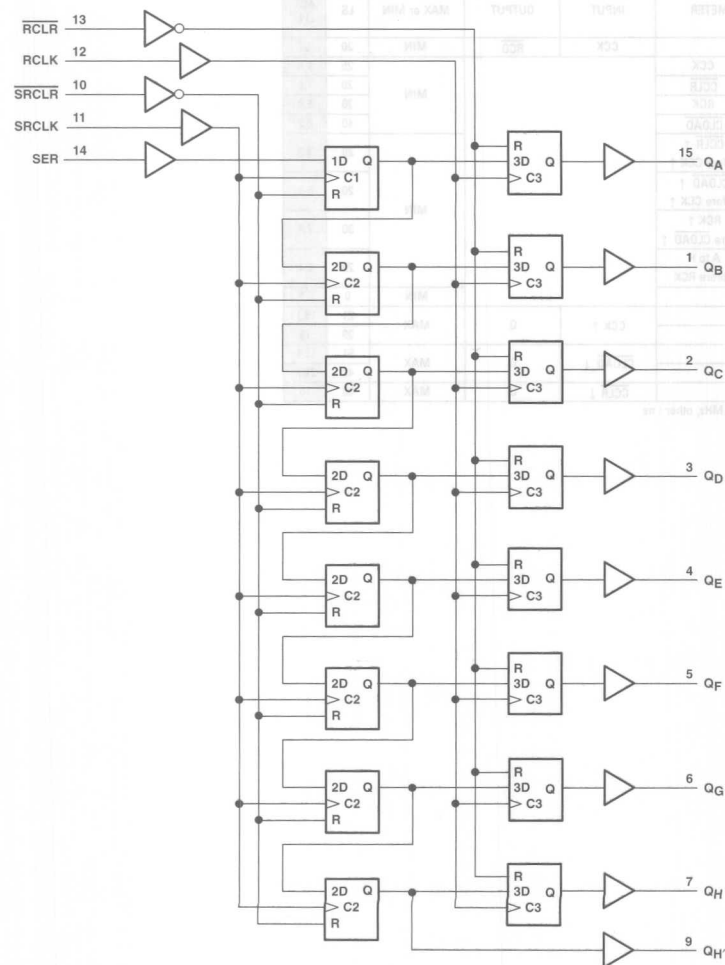 RCLR 13
RCLK 12
SRCLR 10
SRCLK 11
SER 14
1D Q
C1
R
R
3D Q
C3
15 QA
2D Q
C2
R
R
3D Q
C3
1 QB
2D Q
C2
R
R
3D Q
C3
2 QC
2D Q
C2
R
R
3D Q
C3
3 QD
2D Q
C2
R
R
3D Q
C3
4 QE
2D Q
C2
R
R
3D Q
C3
5 QF
2D Q
C2
R
R
3D Q
C3
6 QG
2D Q
C2
R
R
3D Q
C3
7 QH
9 QH'